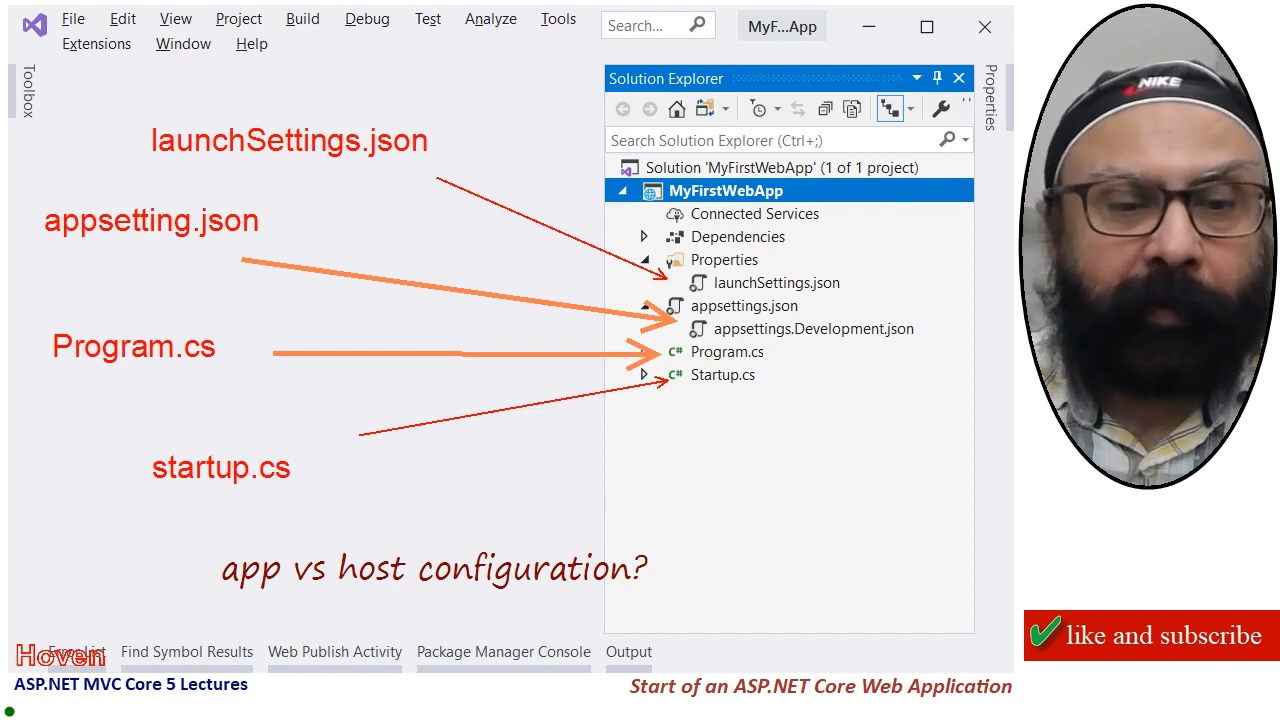 File Edit View Project Build Debug Test Analyze Tools
Search... MyF...App
Extensions Window Help
Toolbox
Solution Explorer
Properties
Search Solution Explorer (Ctrl+;)
Solution 'MyFirstWebApp' (1 of 1 project)
MyFirstWebApp
Connected Services
Dependencies
Properties
launchSettings.json
appsettings.json
appsettings.Development.json
C# Program.cs
C# Startup.cs
launchSettings.json
appsetting.json
Program.cs
startup.cs
app vs host configuration?
NIKE
like and subscribe
Hoven
Error List Find Symbol Results Web Publish Activity Package Manager Console Output
ASP.NET MVC Core 5 Lectures
Start of an ASP.NET Core Web Application